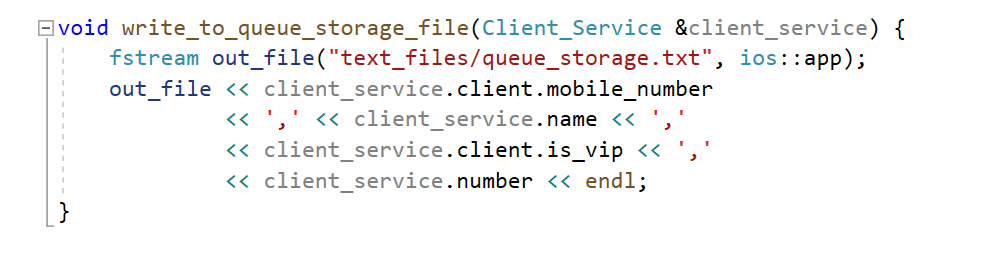 void write_to_queue_storage_file(Client_Service &client_service) {
    fstream out_file("text_files/queue_storage.txt", ios::app);
    out_file << client_service.client.mobile_number
             << ',' << client_service.name << ','
             << client_service.client.is_vip << ','
             << client_service.number << endl;
}